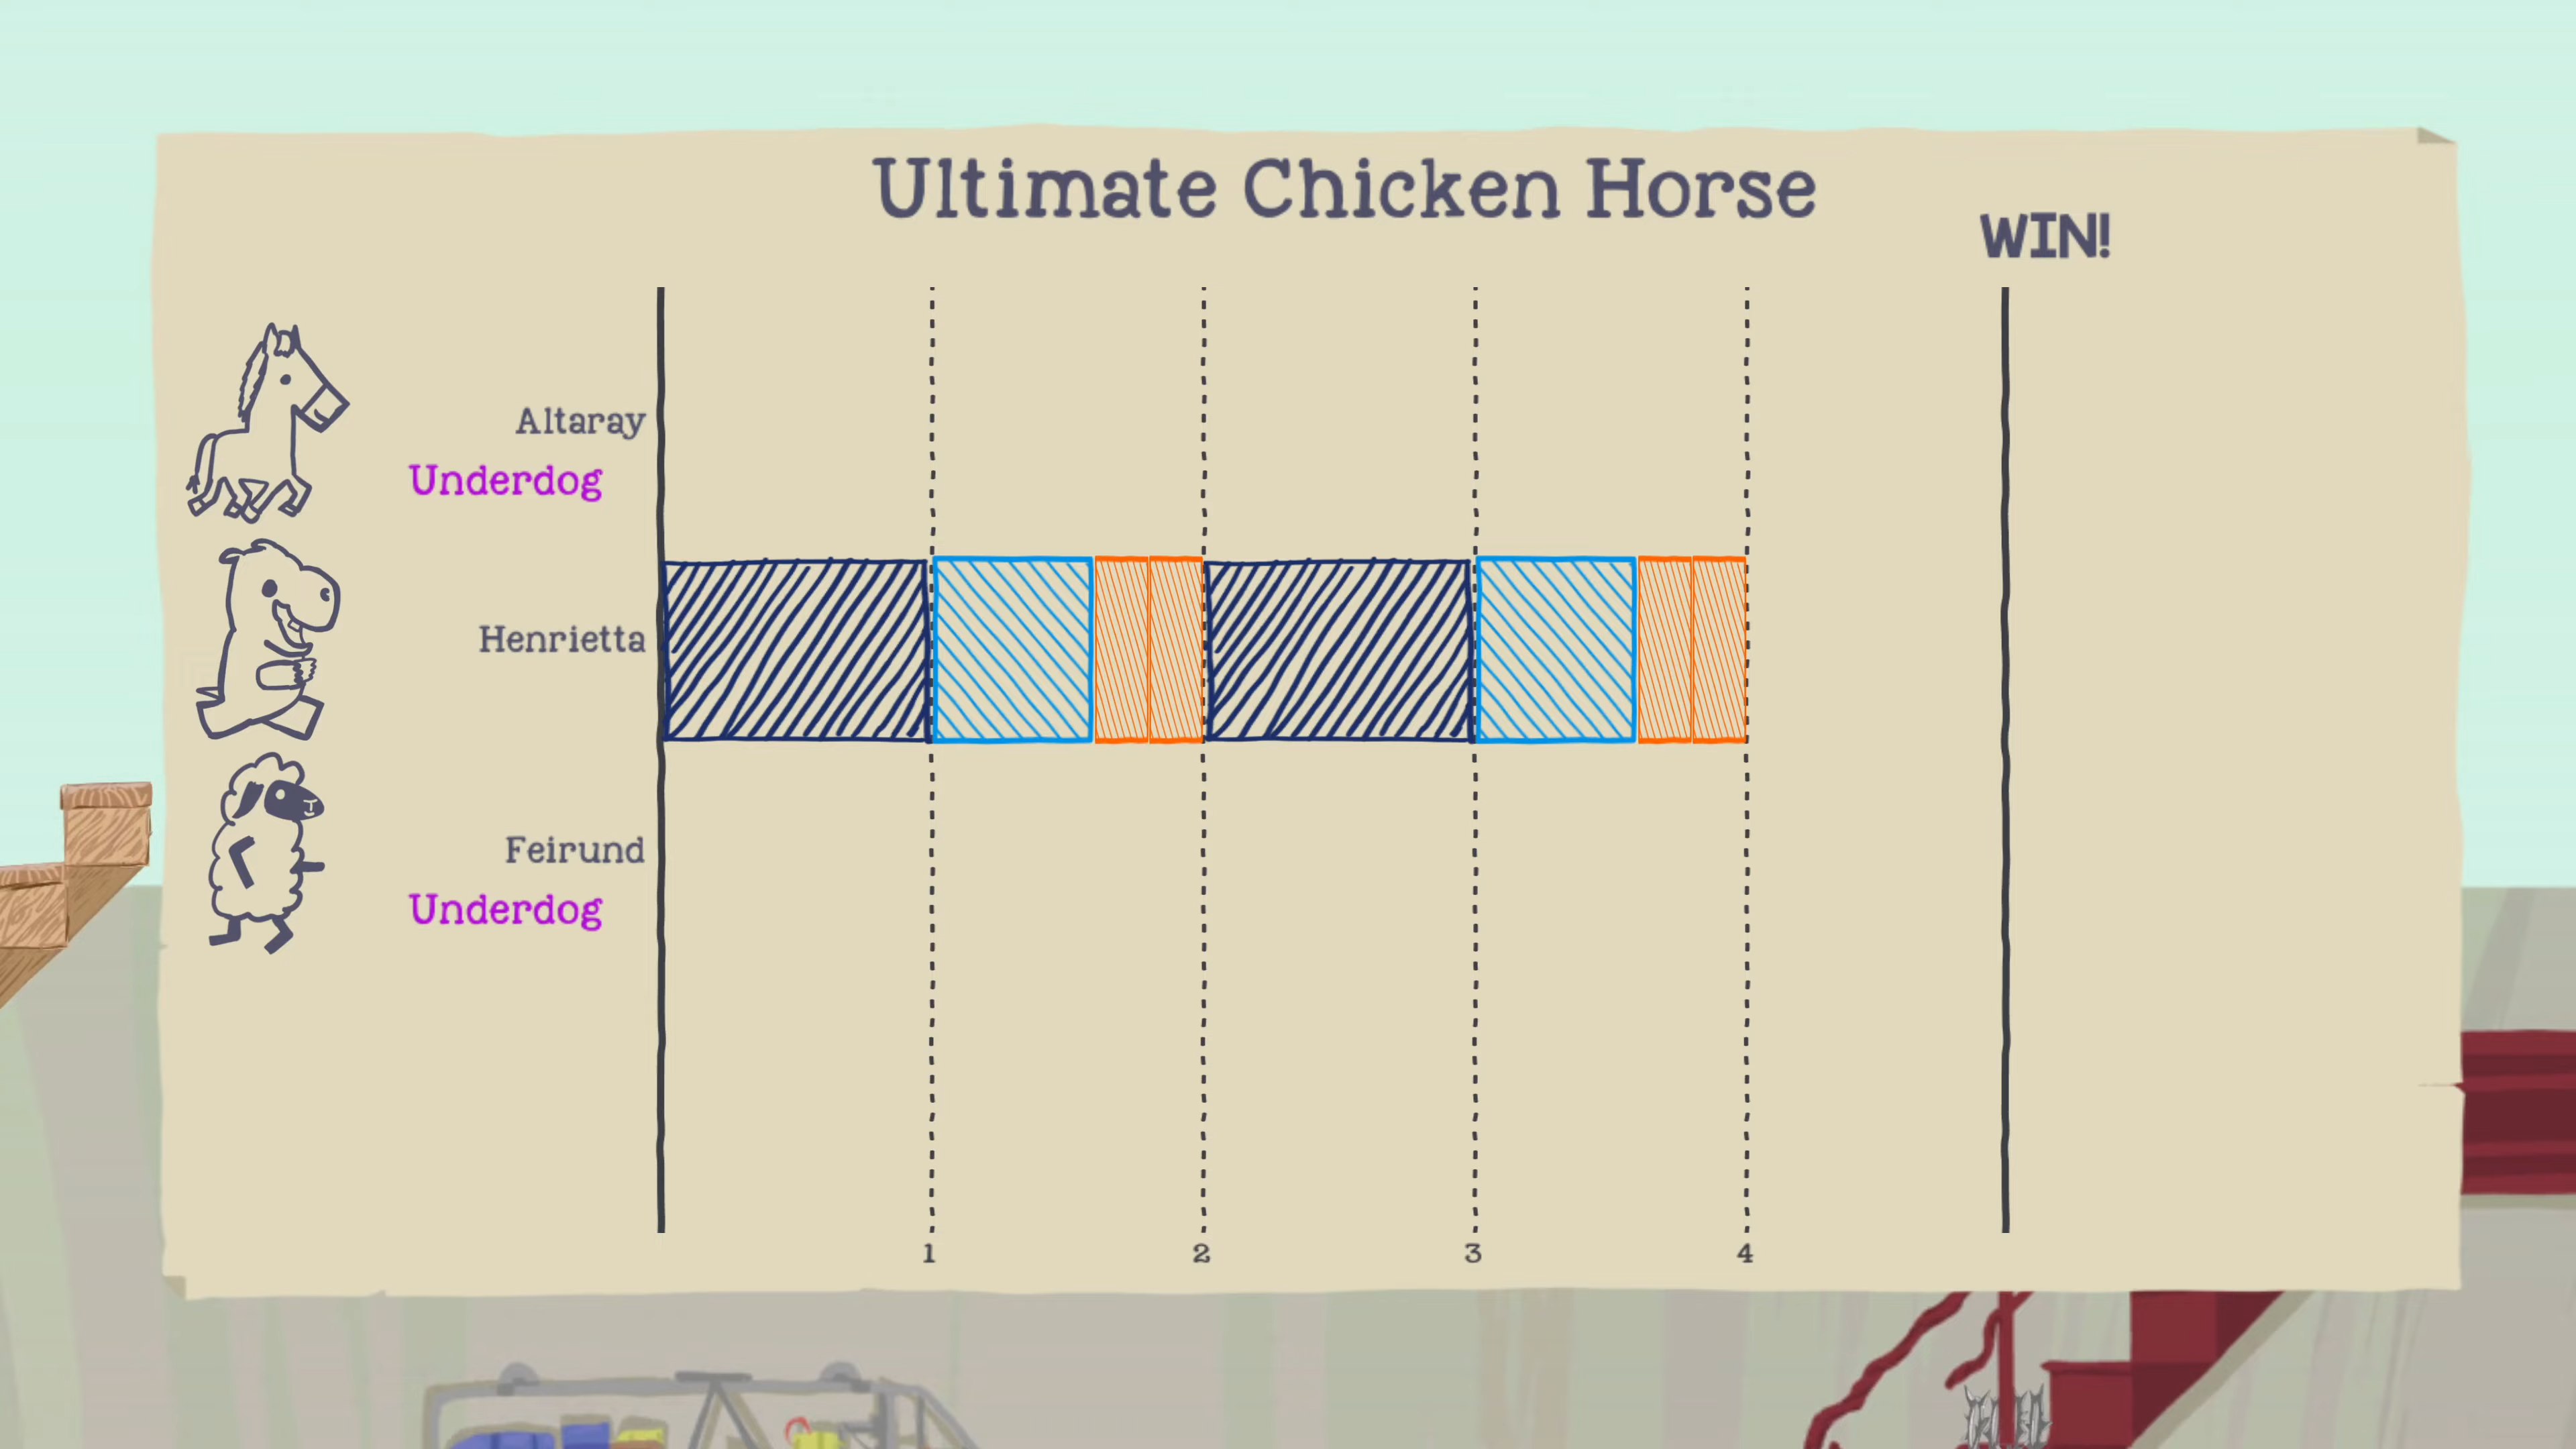 Ultimate Chicken Horse
WIN!
Altaray
Underdog
Henrietta
Feirund
Underdog
1 2 3 4